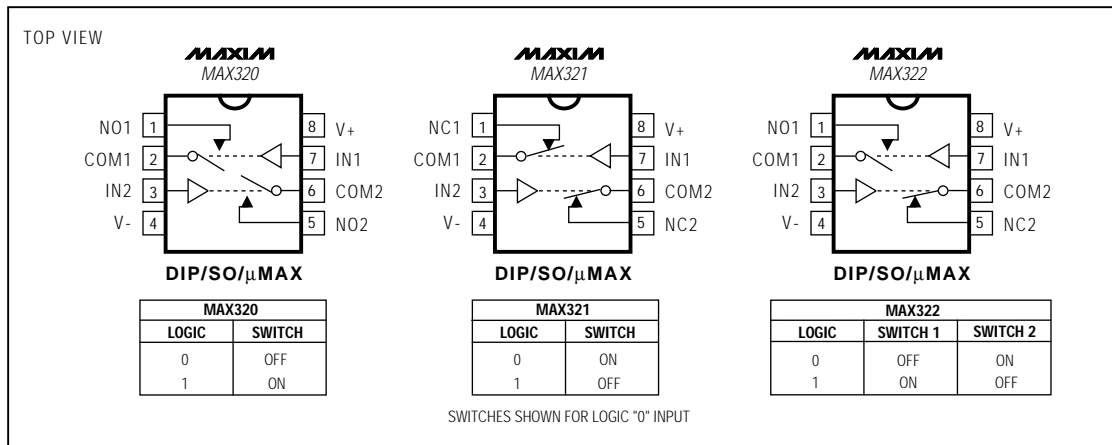 TOP VIEW
MAXIM
MAX320
NO1 1 8 V+
COM1 2 7 IN1
IN2 3 6 COM2
V- 4 5 NO2
DIP/SO/μMAX
MAX320
LOGIC SWITCH
0 OFF
1 ON
MAXIM
MAX321
NC1 1 8 V+
COM1 2 7 IN1
IN2 3 6 COM2
V- 4 5 NC2
DIP/SO/μMAX
MAX321
LOGIC SWITCH
0 ON
1 OFF
MAXIM
MAX322
NO1 1 8 V+
COM1 2 7 IN1
IN2 3 6 COM2
V- 4 5 NC2
DIP/SO/μMAX
MAX322
LOGIC SWITCH 1 SWITCH 2
0 OFF ON
1 ON OFF
SWITCHES SHOWN FOR LOGIC "0" INPUT